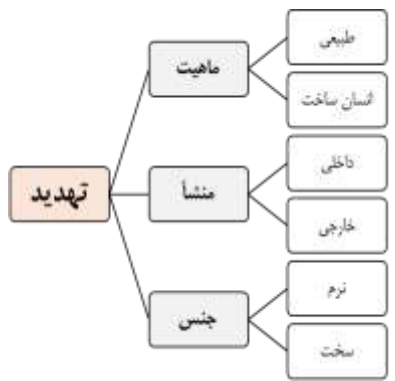 تهدید
ماهیت
طبیعی
انسان ساخت
منشأ
داخلی
خارجی
جنس
نرم
سخت